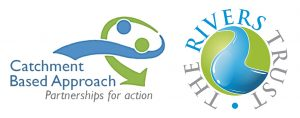 Catchment
Based Approach
Partnerships for action
THE RIVERS TRUST